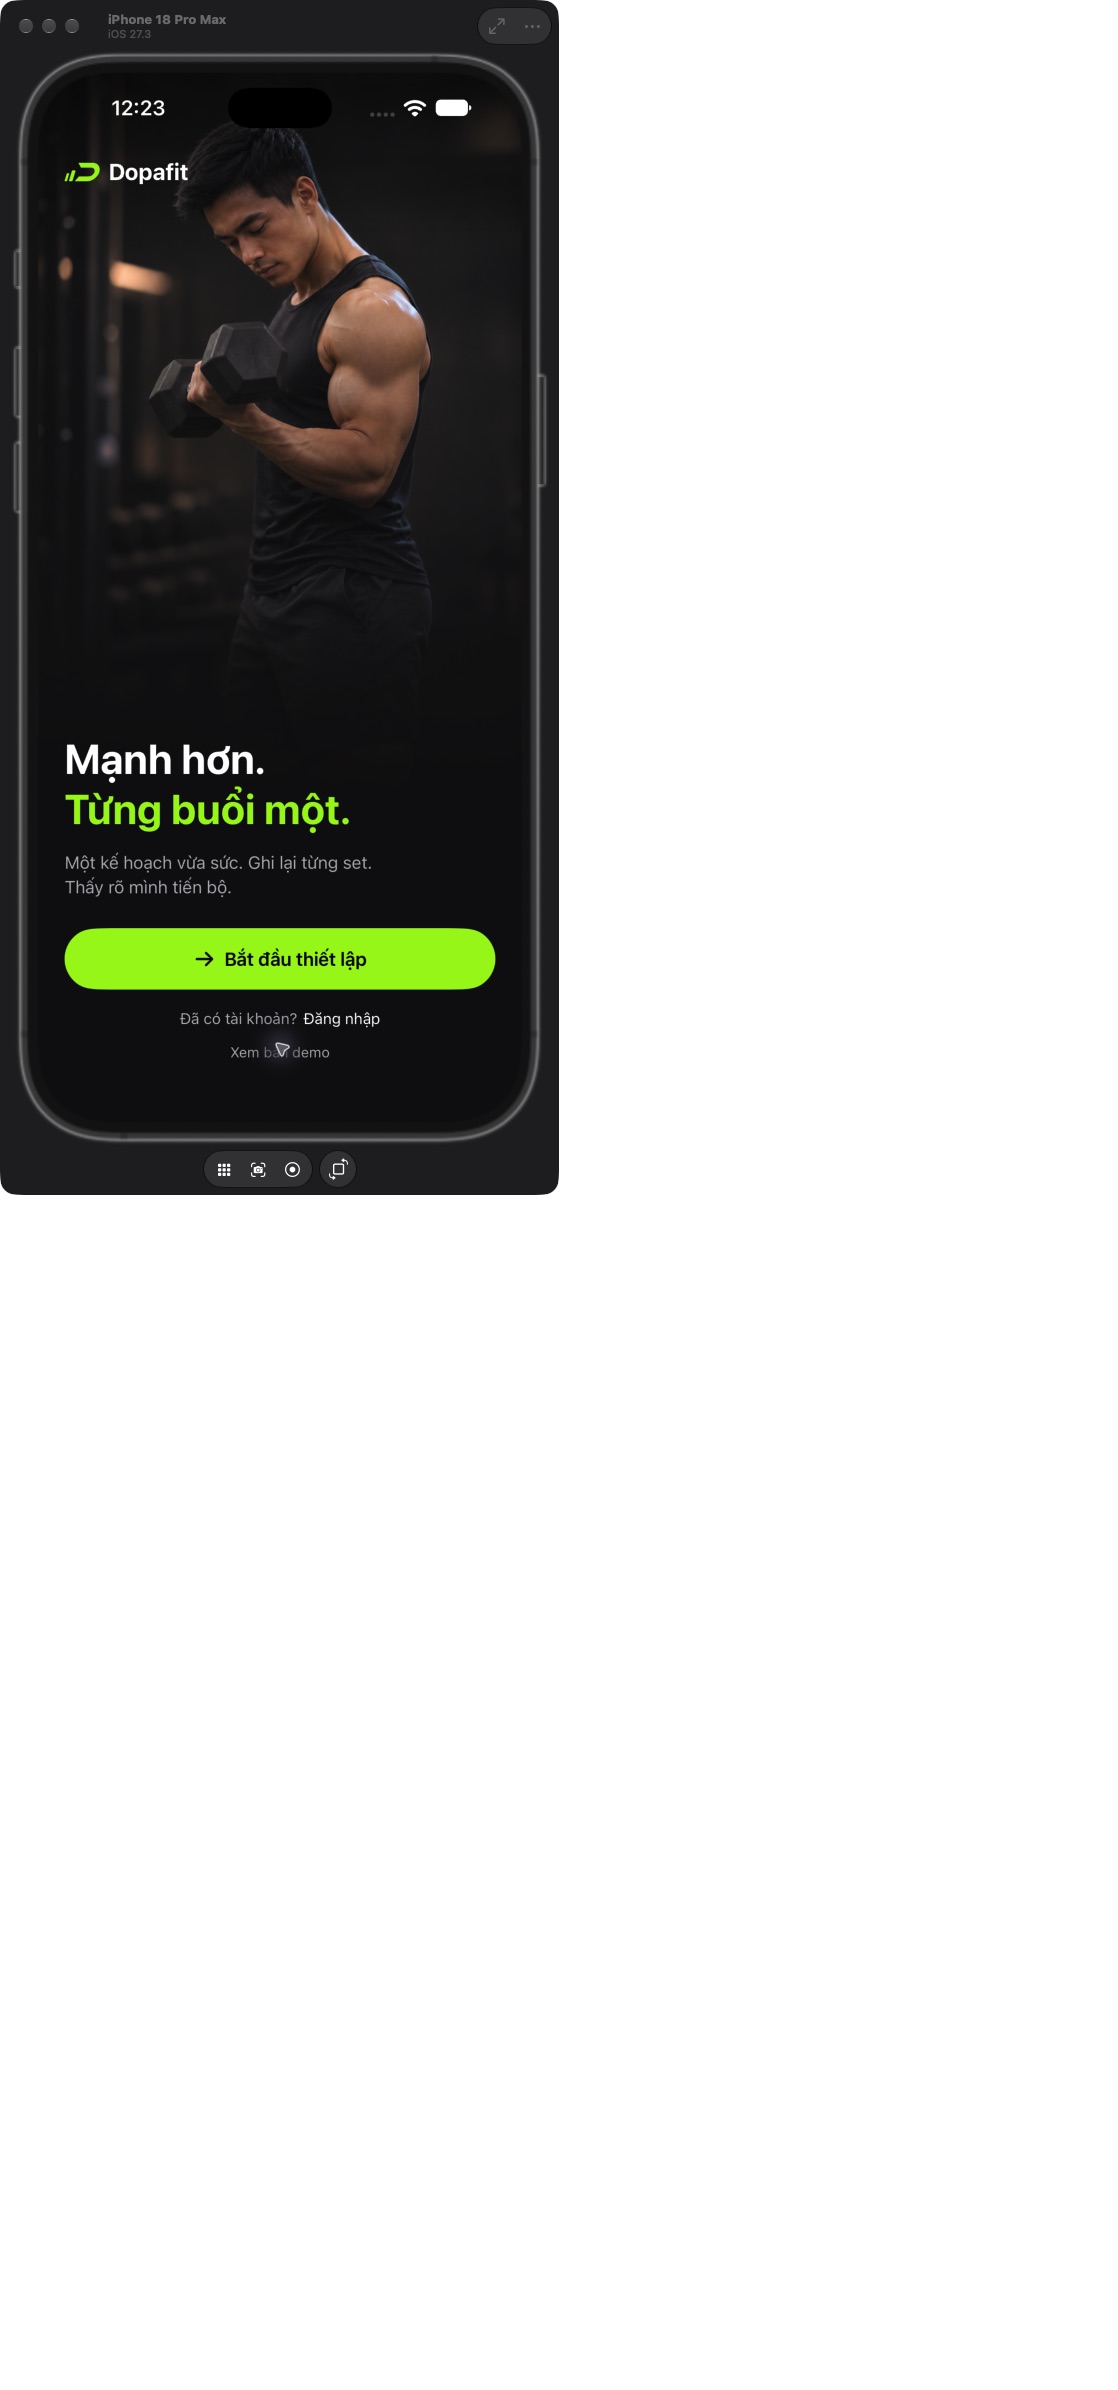 iPhone 18 Pro Max
iOS 27.3
12:23
Dopafit
Mạnh hơn.
Từng buổi một.
Một kế hoạch vừa sức. Ghi lại từng set.
Thấy rõ mình tiến bộ.
Bắt đầu thiết lập
Đã có tài khoản? Đăng nhập
Xem bản demo